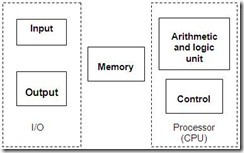 Input
Output
I/O
Memory
Arithmetic
and logic
unit
Control
Processor
(CPU)